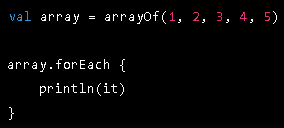 val array = arrayOf(1, 2, 3, 4, 5)
array.forEach {
    println(it)
}